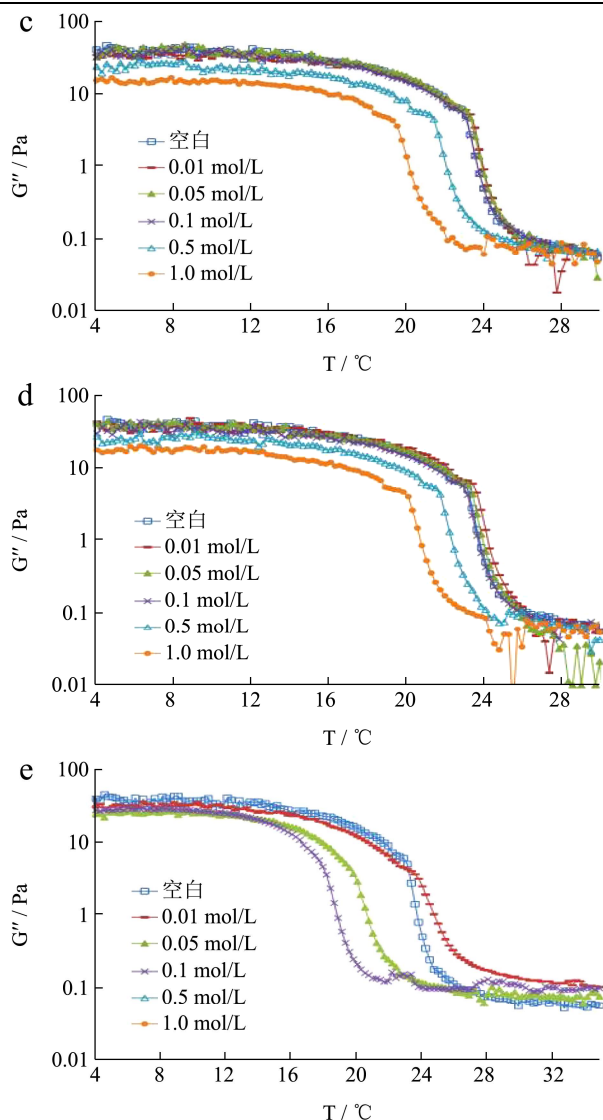 c
100
10
1
0.1
0.01
G″ / Pa
空白
0.01 mol/L
0.05 mol/L
0.1 mol/L
0.5 mol/L
1.0 mol/L
4 8 12 16 20 24 28
T / ℃
d
100
10
1
0.1
0.01
G″ / Pa
空白
0.01 mol/L
0.05 mol/L
0.1 mol/L
0.5 mol/L
1.0 mol/L
4 8 12 16 20 24 28
T / ℃
e
100
10
1
0.1
0.01
G″ / Pa
空白
0.01 mol/L
0.05 mol/L
0.1 mol/L
0.5 mol/L
1.0 mol/L
4 8 12 16 20 24 28 32
T / ℃